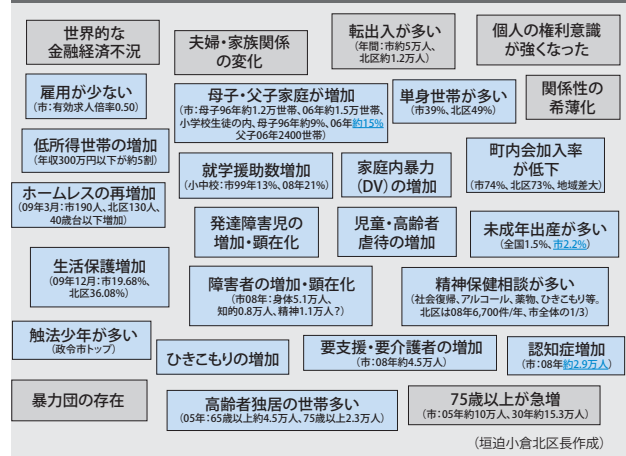 世界的な
金融経済不況
夫婦・家族関係
の変化
転出入が多い
(年間:市約5万人、
北区約1.2万人)
個人の権利意識
が強くなった
雇用が少ない
(市:有効求人倍率0.50)
母子・父子家庭が増加
(市:母子96年約1.2万世帯、06年約1.5万世帯、
小学校生徒の内、母子96年約9%、06年約15%
父子06年2400世帯)
単身世帯が多い
(市39%、北区49%)
関係性の
希薄化
低所得世帯の増加
(年収300万円以下が約5割)
就学援助数増加
(小中校:市99年13%、08年21%)
家庭内暴力
(DV)の増加
町内会加入率
が低下
(市74%、北区73%、地域差大)
ホームレスの再増加
(09年3月:市190人、北区130人、
40歳台以下増加)
発達障害児の
増加・顕在化
児童・高齢者
虐待の増加
未成年出産が多い
(全国1.5%、市2.2%)
生活保護増加
(09年12月:市19.68%、
北区36.08%)
障害者の増加・顕在化
(市08年:身体5.1万人、
知的0.8万人、精神1.1万人?)
精神保健相談が多い
(社会復帰、アルコール、薬物、ひきこもり等。
北区は08年6,700件/年、市全体の1/3)
触法少年が多い
(政令市トップ)
ひきこもりの増加
要支援・要介護者の増加
(市:08年約4.5万人)
認知症増加
(市:08年約2.9万人)
暴力団の存在
高齢者独居の世帯多い
(05年:65歳以上約4.5万人、75歳以上2.3万人)
75歳以上が急増
(市:05年約10万人、30年約15.3万人)
(垣迫小倉北区長作成)